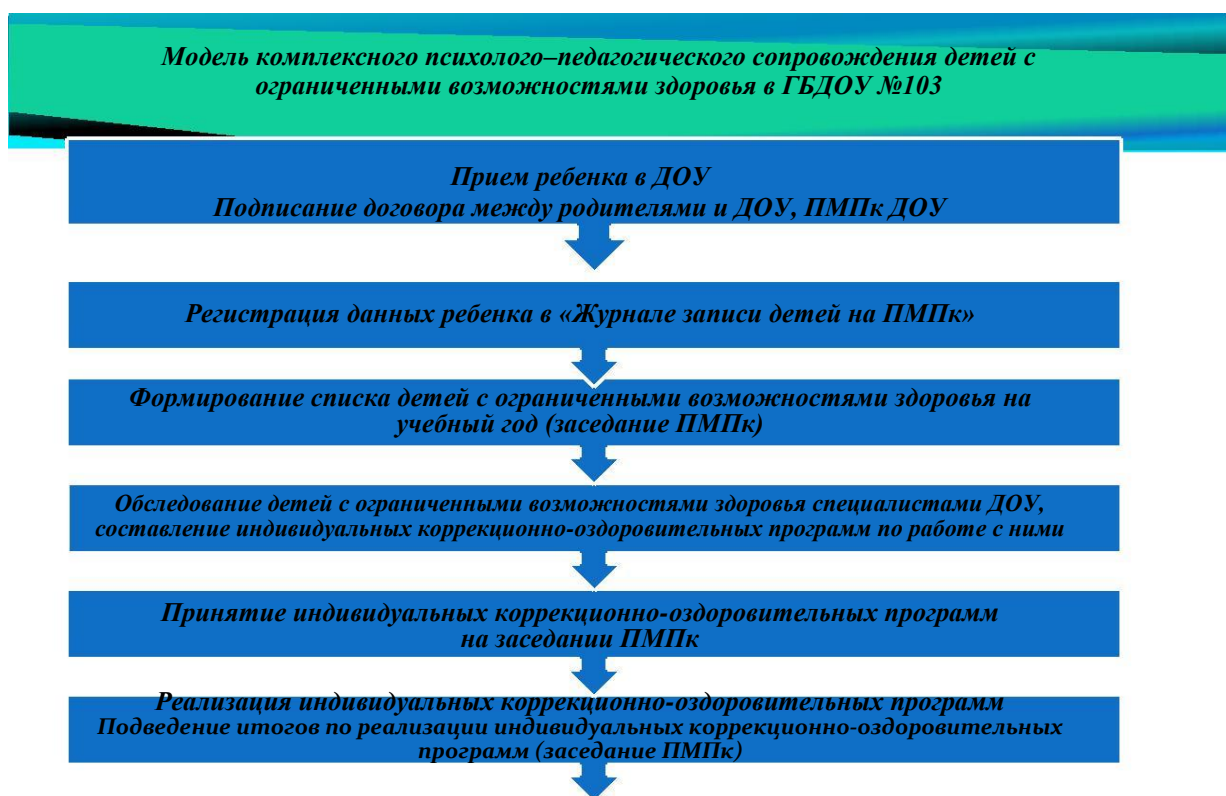 Модель комплексного психолого–педагогического сопровождения детей с
ограниченными возможностями здоровья в ГБДОУ №103
Прием ребенка в ДОУ
Подписание договора между родителями и ДОУ, ПМПк ДОУ
Регистрация данных ребенка в «Журнале записи детей на ПМПк»
Формирование списка детей с ограниченными возможностями здоровья на
учебный год (заседание ПМПк)
Обследование детей с ограниченными возможностями здоровья специалистами ДОУ,
составление индивидуальных коррекционно-оздоровительных программ по работе с ними
Принятие индивидуальных коррекционно-оздоровительных программ
на заседании ПМПк
Реализация индивидуальных коррекционно-оздоровительных программ
Подведение итогов по реализации индивидуальных коррекционно-оздоровительных
программ (заседание ПМПк)